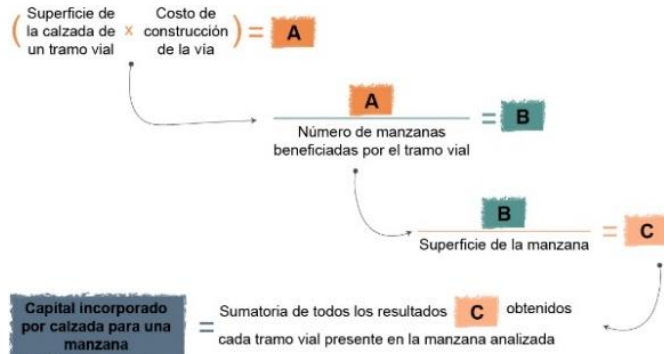 ( Superficie de la calzada de un tramo vial x Costo de construcción de la vía ) = A
A
Número de manzanas
beneficiadas por el tramo vial
= B
B
Superficie de la manzana
= C
Capital incorporado
por calzada para una
manzana
= Sumatoria de todos los resultados C obtenidos
cada tramo vial presente en la manzana analizada